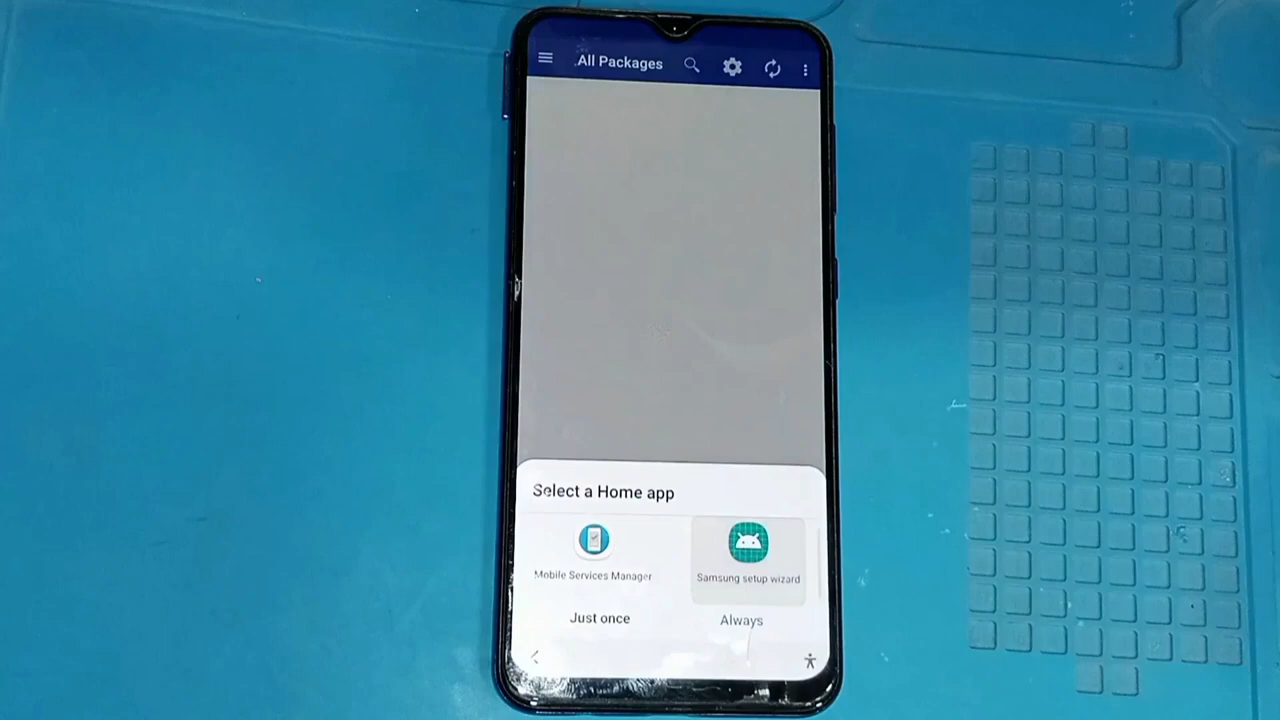 All Packages
Select a Home app
Mobile Services Manager
Samsung setup wizard
Just once
Always